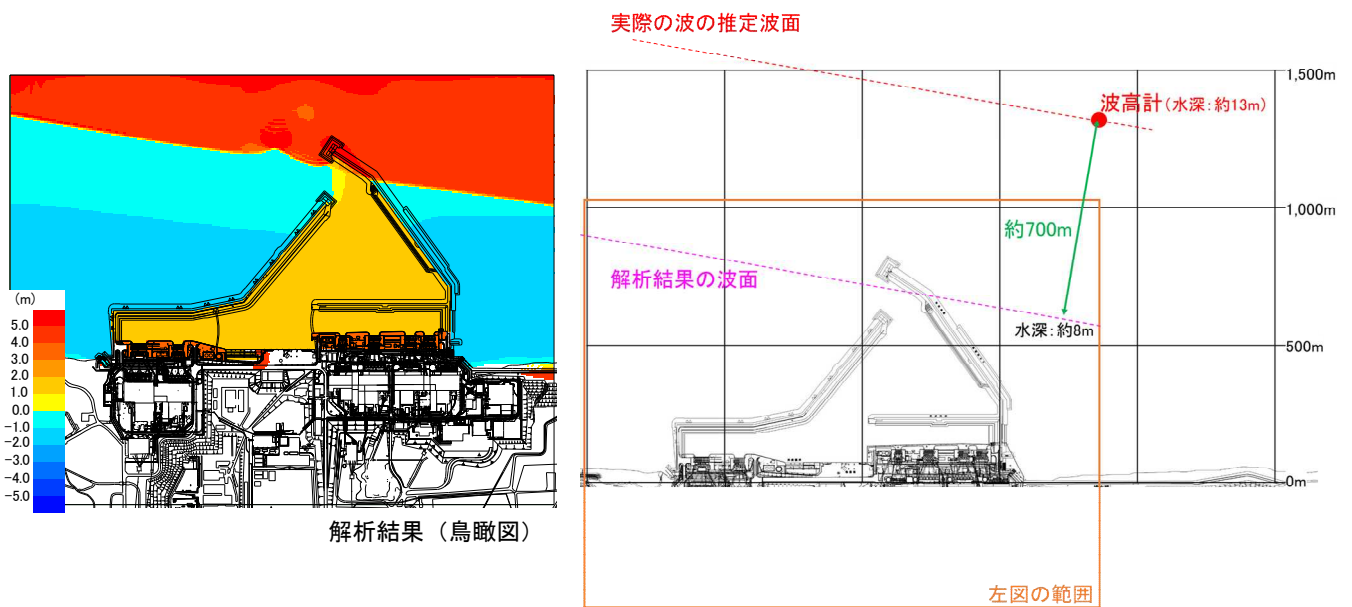 実際の波の推定波面
1,500m
波高計(水深:約13m)
1,000m
約700m
解析結果の波面
水深:約8m
500m
0m
左図の範囲
(m)
5.0
4.0
3.0
2.0
1.0
0.0
-1.0
-2.0
-3.0
-4.0
-5.0
解析結果(鳥瞰図)